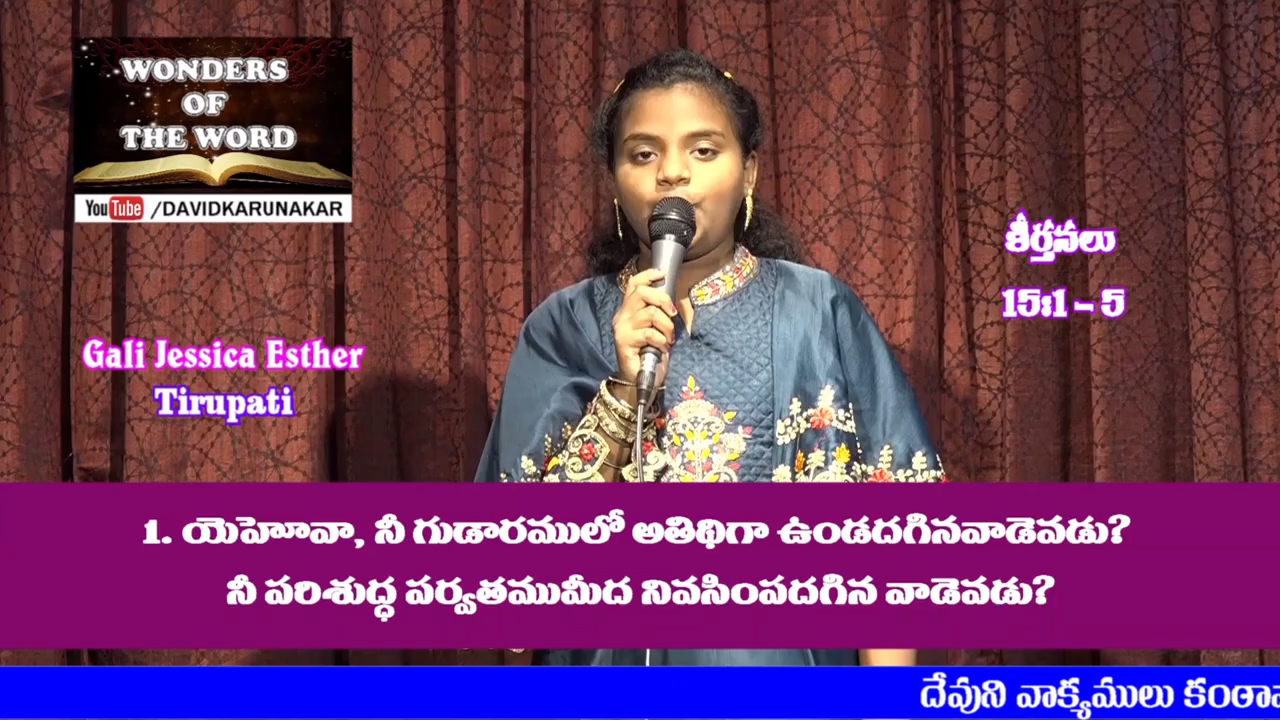 WONDERS
OF
THE WORD
YouTube /DAVIDKARUNAKAR
Gali Jessica Esther
Tirupati
కీర్తనలు
15:1 – 5
1. యెహోవా, నీ గుడారములో అతిథిగా ఉండదగినవాడెవడు?
నీ పరిశుద్ధ పర్వతముమీద నివసింపదగిన వాడెవడు?
దేవుని వాక్యములు